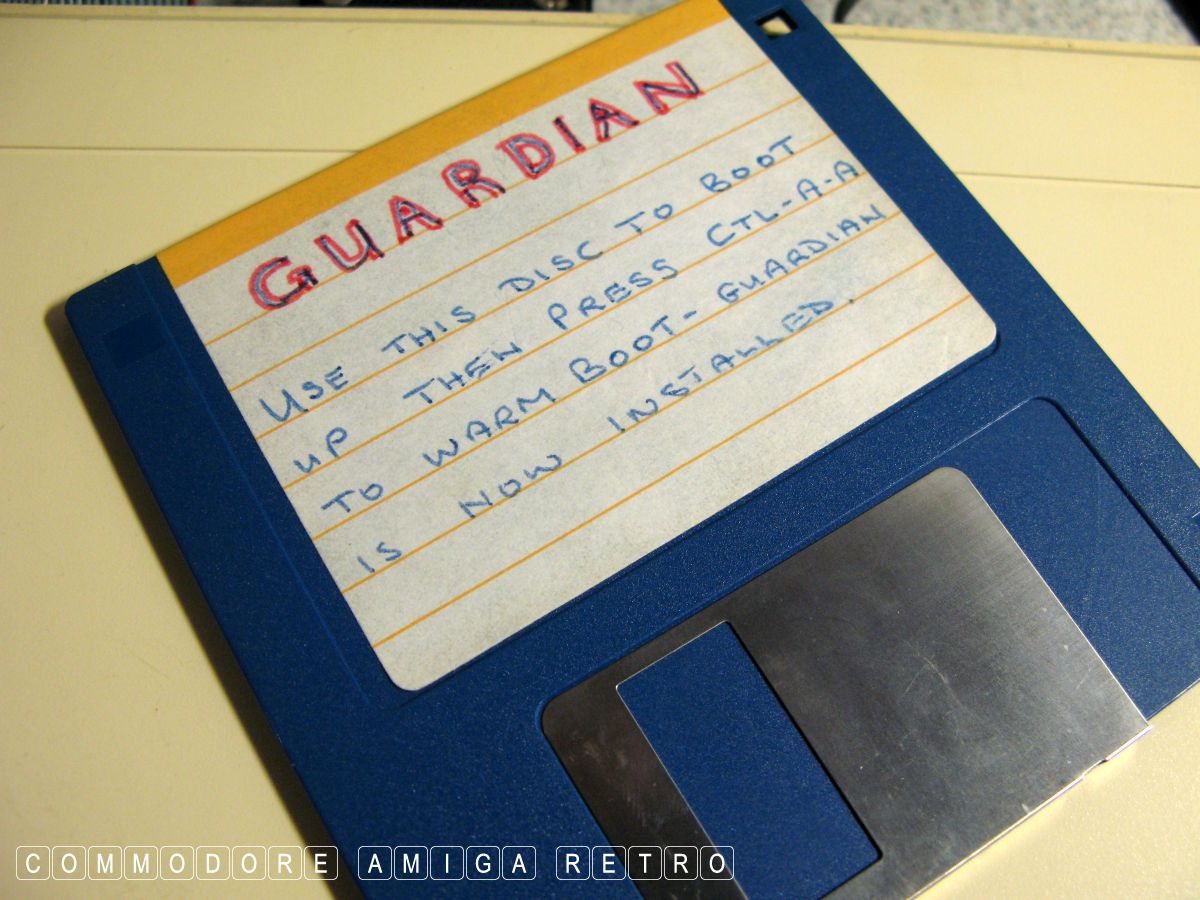 GUARDIAN
USE THIS DISC TO BOOT
UP THEN PRESS CTL-A-A
TO WARM BOOT- GUARDIAN
IS NOW INSTALLED.
COMMODORE AMIGA RETRO